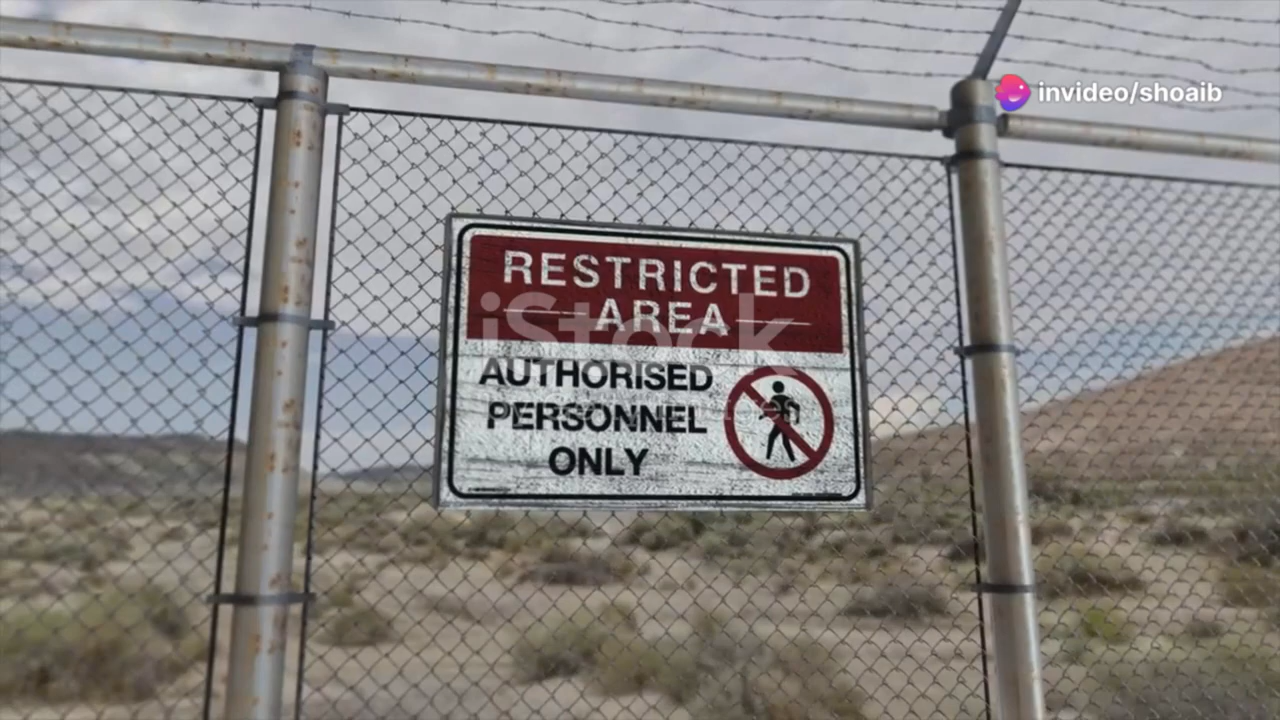 invideo/shoaib
RESTRICTED
AREA
iStock
AUTHORISED
PERSONNEL
ONLY